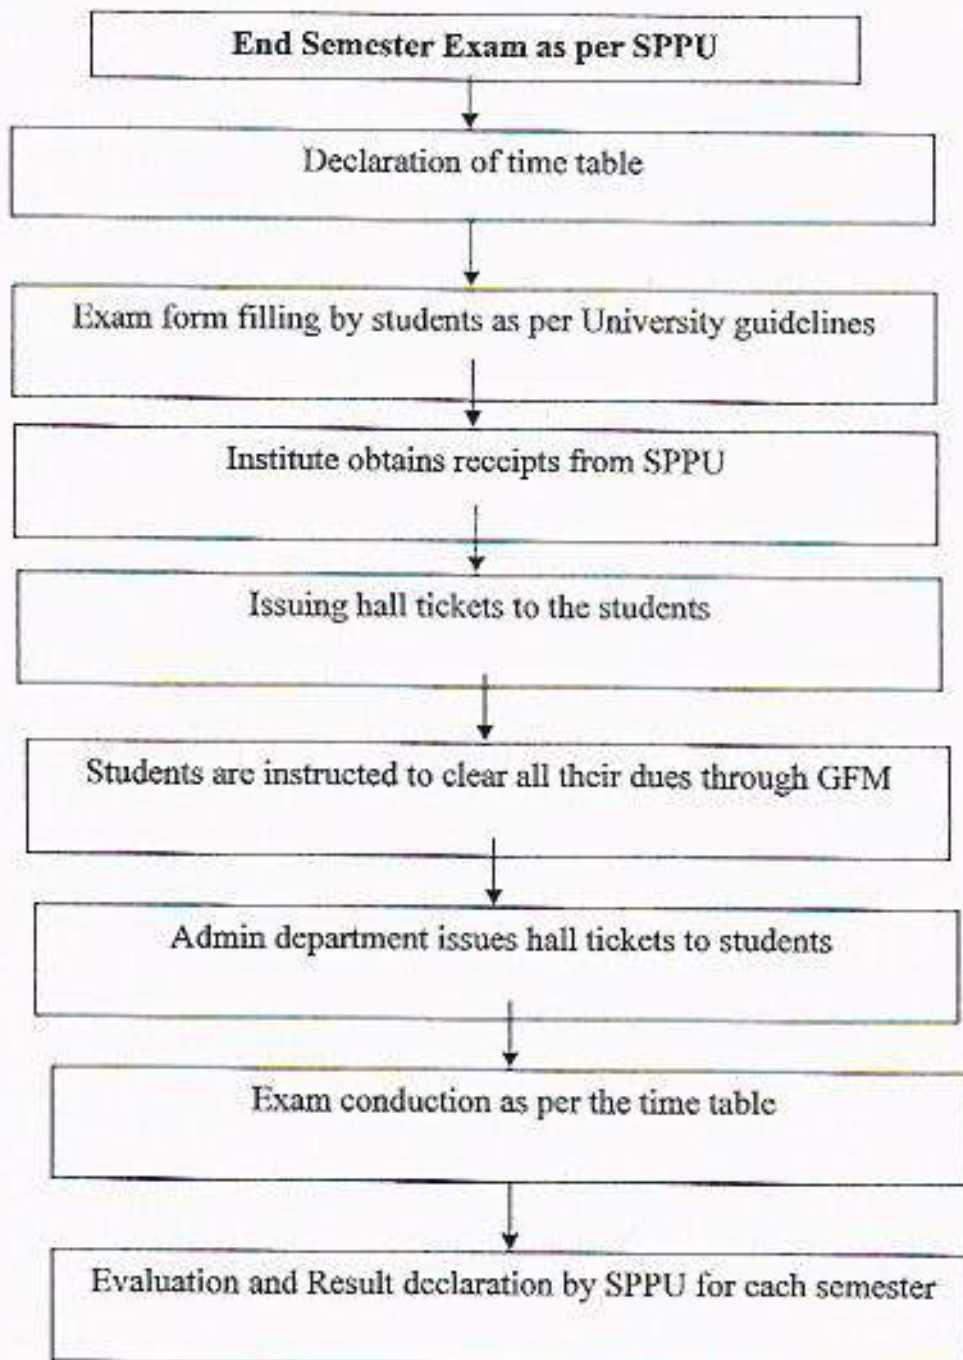 End Semester Exam as per SPPU
Declaration of time table
Exam form filling by students as per University guidelines
Institute obtains receipts from SPPU
Issuing hall tickets to the students
Students are instructed to clear all their dues through GFM
Admin department issues hall tickets to students
Exam conduction as per the time table
Evaluation and Result declaration by SPPU for each semester